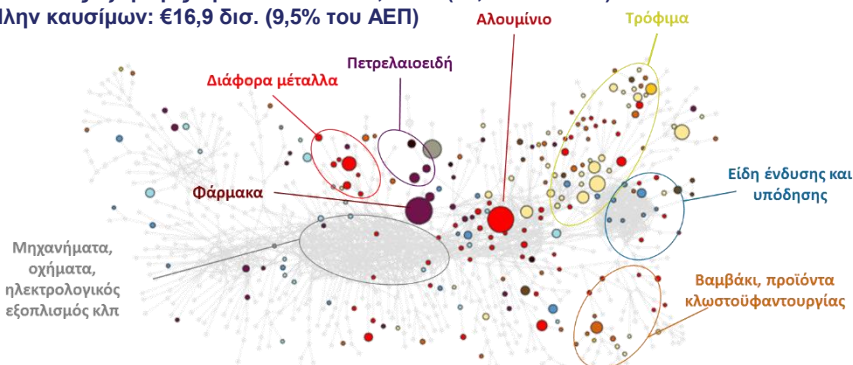 Πλην καυσίμων: €16,9 δισ. (9,5% του ΑΕΠ)
Αλουμίνιο
Τρόφιμα
Πετρελαιοειδή
Διάφορα μέταλλα
Φάρμακα
Είδη ένδυσης και
υπόδησης
Μηχανήματα,
οχήματα,
ηλεκτρολογικός
εξοπλισμός κλπ
Βαμβάκι, προϊόντα
κλωστοϋφαντουργίας